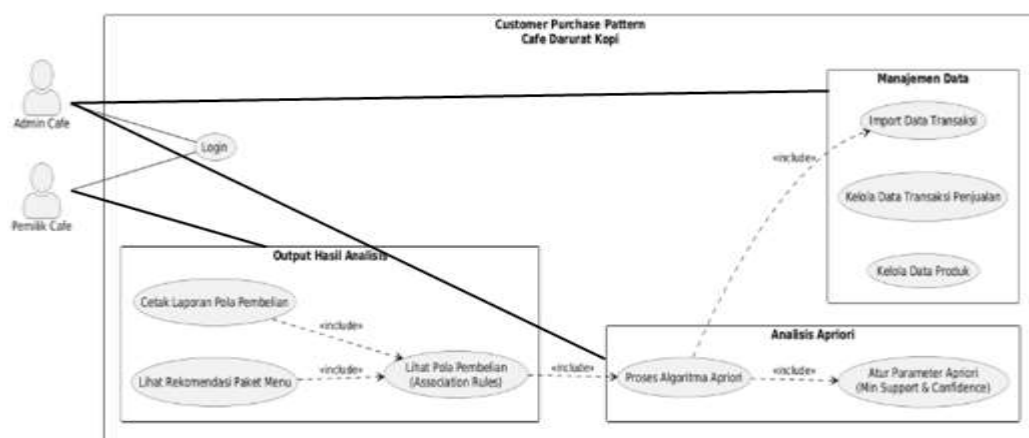 Customer Purchase Pattern
Cafe Darurat Kopi
Admin Cafe
Pemilik Cafe
Login
Manajemen Data
Import Data Transaksi
Kelola Data Transaksi Penjualan
Kelola Data Produk
«include»
Output Hasil Analisis
Cetak Laporan Pola Pembelian
«include»
Lihat Rekomendasi Paket Menu
«include»
Lihat Pola Pembelian
(Association Rules)
«include»
Analisis Apriori
Proses Algoritma Apriori
«include»
Atur Parameter Apriori
(Min Support & Confidence)